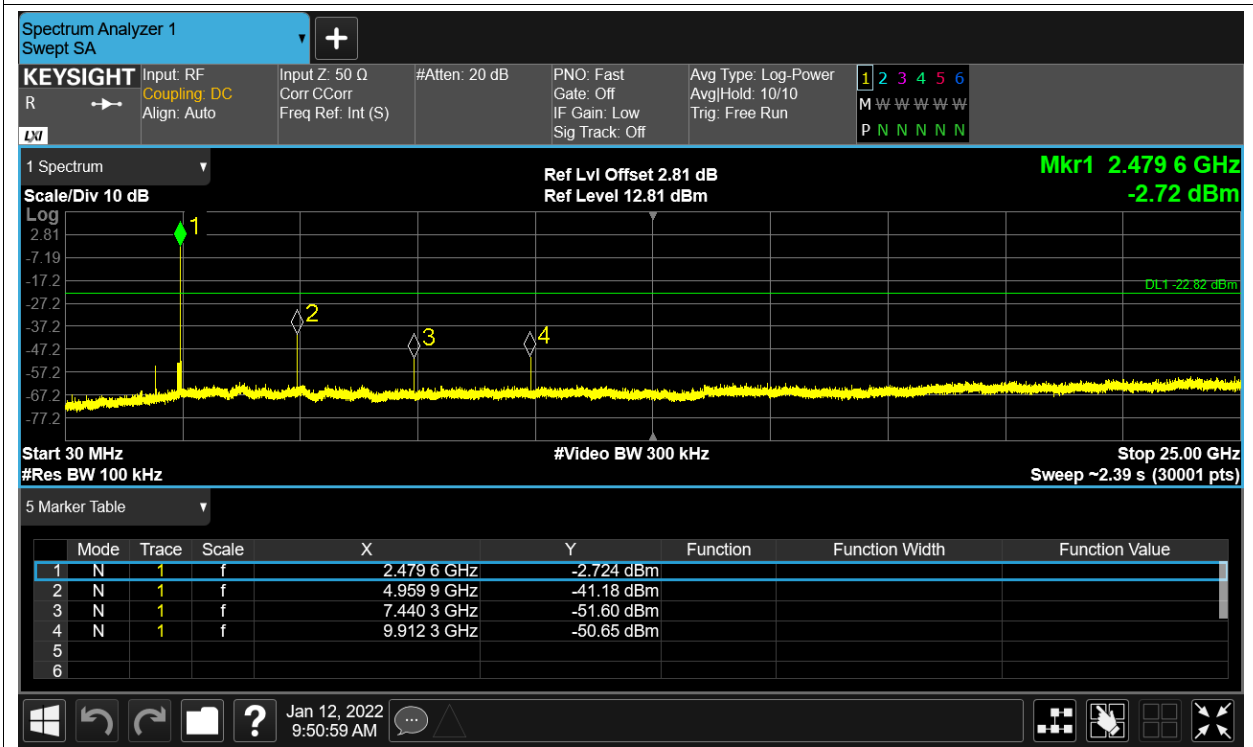 Spectrum Analyzer 1
Swept SA
KEYSIGHT
R
LXI
Input: RF
Coupling: DC
Align: Auto
Input Z: 50 Ω
Corr CCorr
Freq Ref: Int (S)
#Atten: 20 dB
PNO: Fast
Gate: Off
IF Gain: Low
Sig Track: Off
Avg Type: Log-Power
Avg|Hold: 10/10
Trig: Free Run
1 2 3 4 5 6
M W W W W W
P N N N N N
1 Spectrum
Scale/Div 10 dB
Ref Lvl Offset 2.81 dB
Ref Level 12.81 dBm
Mkr1 2.479 6 GHz
-2.72 dBm
Log
2.81
-7.19
-17.2
-27.2
-37.2
-47.2
-57.2
-67.2
-77.2
1
2
3
4
DL1 -22.82 dBm
Start 30 MHz
#Res BW 100 kHz
#Video BW 300 kHz
Stop 25.00 GHz
Sweep ~2.39 s (30001 pts)
5 Marker Table
Mode Trace Scale X Y Function Function Width Function Value
1 N 1 f 2.479 6 GHz -2.724 dBm
2 N 1 f 4.959 9 GHz -41.18 dBm
3 N 1 f 7.440 3 GHz -51.60 dBm
4 N 1 f 9.912 3 GHz -50.65 dBm
5
6
?
Jan 12, 2022
9:50:59 AM